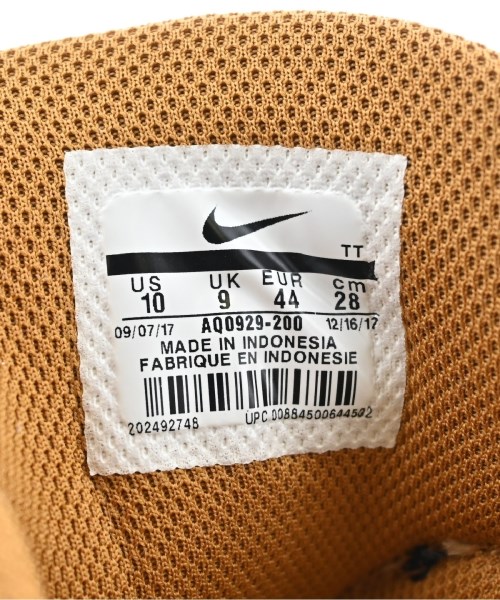 TT
US UK EUR cm
10 9 44 28
09/07/17 AQ0929-200 12/16/17
MADE IN INDONESIA
FABRIQUE EN INDONESIE
202492748 UPC 00884500644502